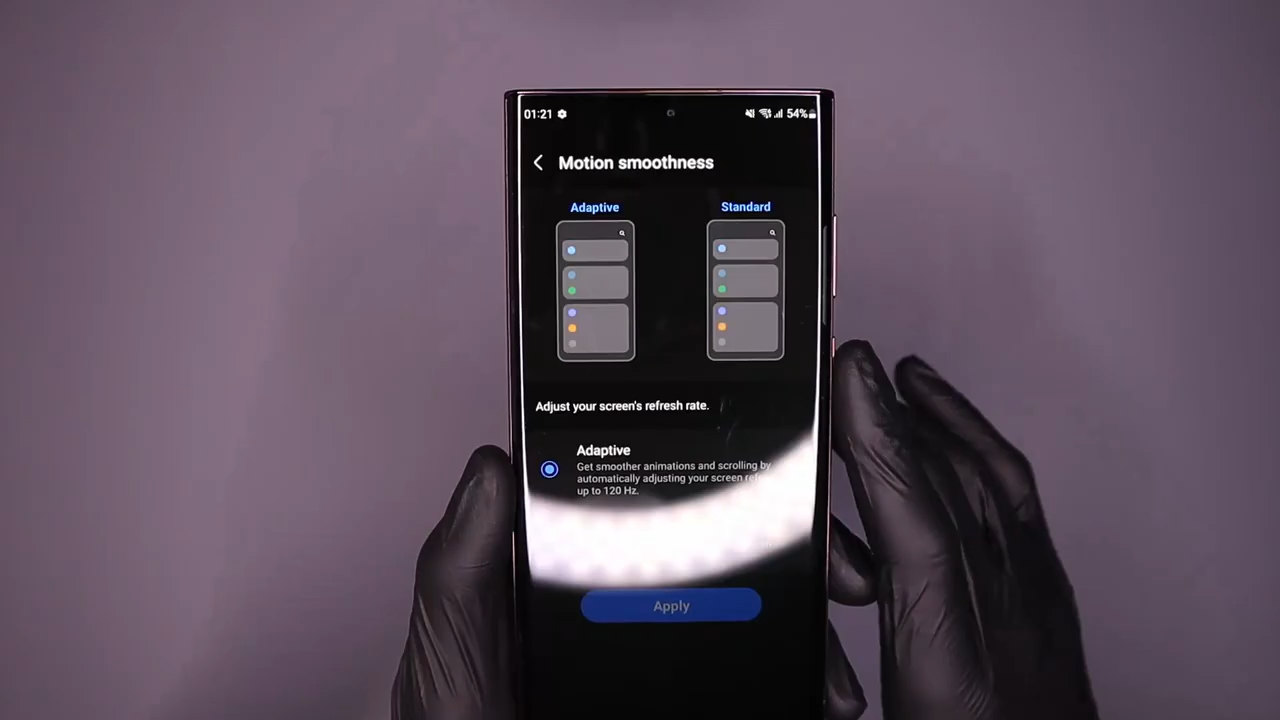 01:21 54%
Motion smoothness
Adaptive Standard
Adjust your screen's refresh rate.
Adaptive
Get smoother animations and scrolling by
automatically adjusting your screen
up to 120 Hz.
Apply